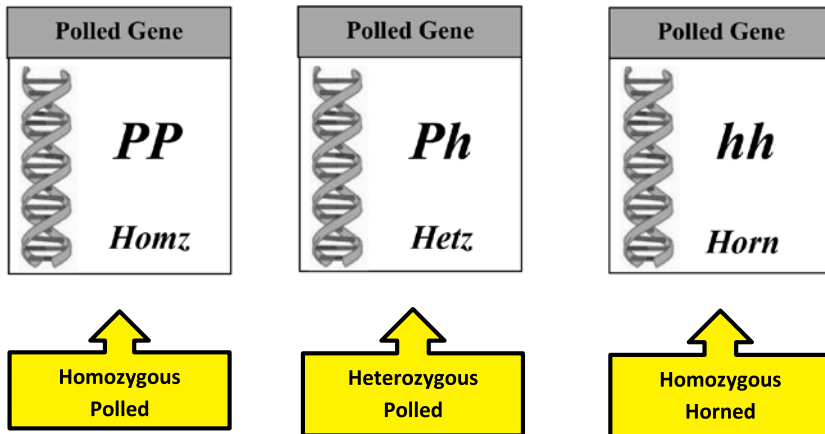 Polled Gene
PP
Homz
Homozygous
Polled
Polled Gene
Ph
Hetz
Heterozygous
Polled
Polled Gene
hh
Horn
Homozygous
Horned